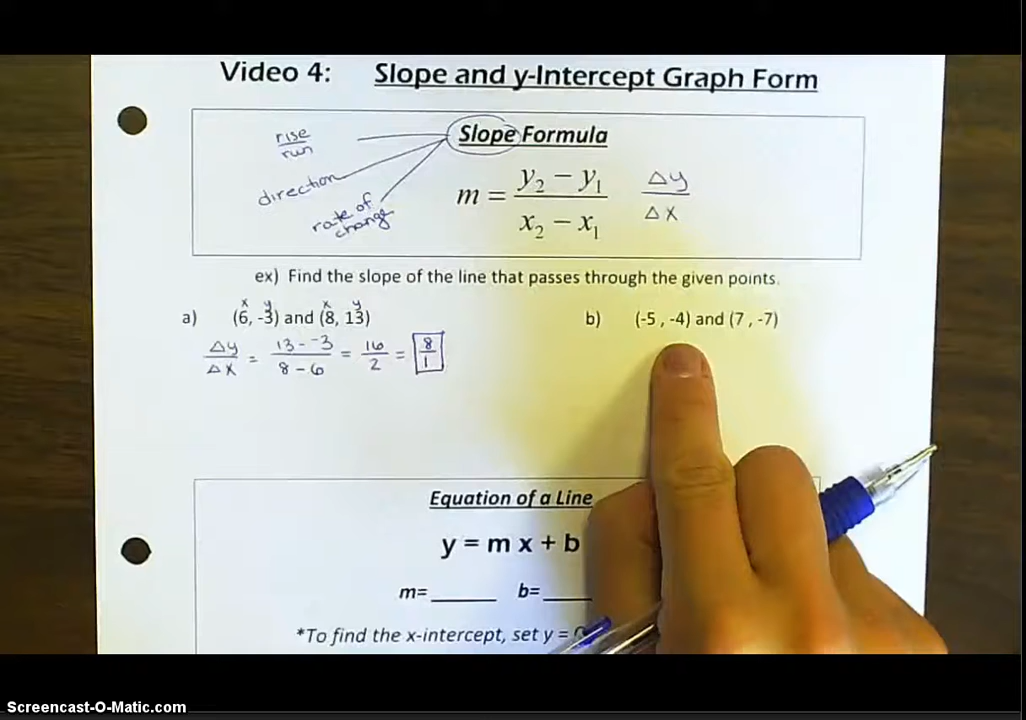 Video 4: Slope and y-Intercept Graph Form
rise
run
direction
rate of
change
Slope Formula
m = y₂ − y₁ / x₂ − x₁
Δy
Δx
ex) Find the slope of the line that passes through the given points.
x y x y
a) (6, -3) and (8, 13)
Δy/Δx = 13 - -3 / 8 - 6 = 16/2 = 8/1
b) (-5 , -4) and (7 , -7)
Equation of a Line
y = m x + b
m=______ b=_____
*To find the x-intercept, set y =
Screencast-O-Matic.com